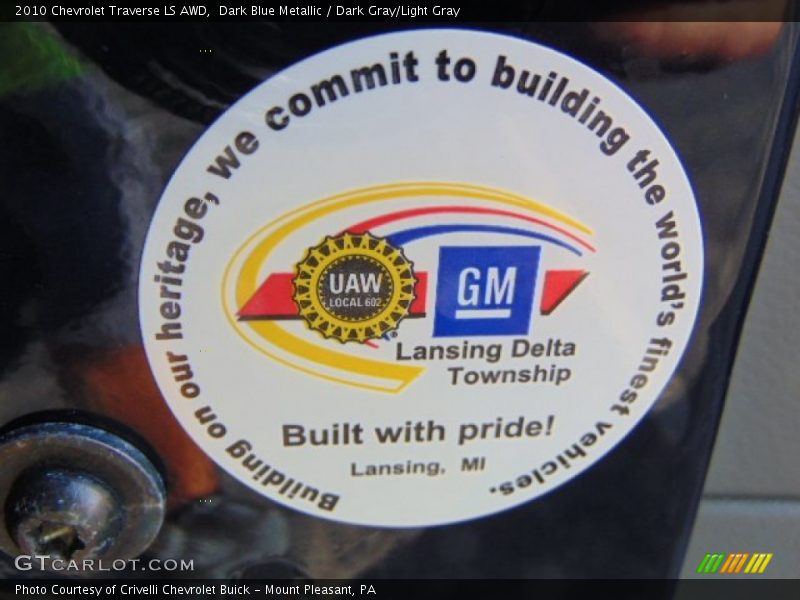 2010 Chevrolet Traverse LS AWD,  Dark Blue Metallic / Dark Gray/Light Gray
Building on our heritage, we commit to building the world's finest vehicles.
UAW
LOCAL 602
GM
Lansing Delta
Township
Built with pride!
Lansing, MI
GTCARLOT.COM
Photo Courtesy of Crivelli Chevrolet Buick - Mount Pleasant, PA